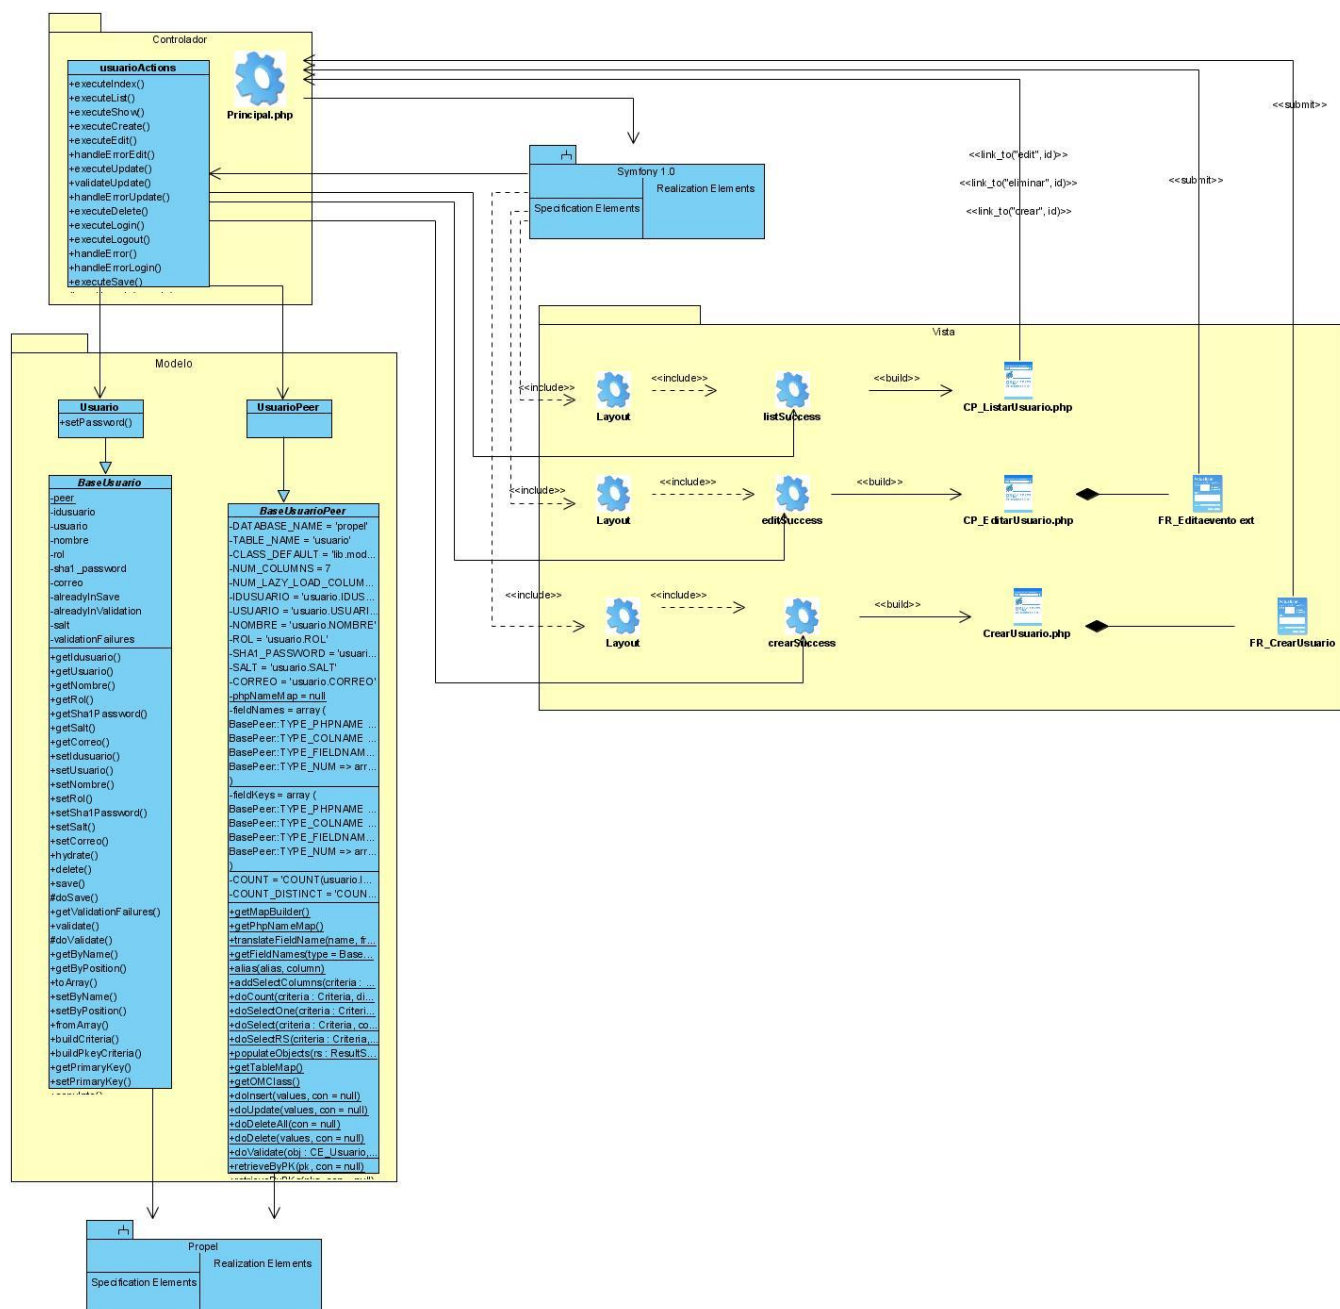 Controlador
usuarioActions
+executeIndex()
+executeList()
+executeShow()
+executeCreate()
+executeEdit()
+handleErrorEdit()
+executeUpdate()
+validateUpdate()
+handleErrorUpdate()
+executeDelete()
+executeLogin()
+executeLogout()
+handleError()
+handleErrorLogin()
+executeSave()
Principal.php
Symfony 1.0
Realization Elements
Specification Elements
<<link_to("edit", id)>>
<<link_to("eliminar", id)>>
<<link_to("crear", id)>>
<<submit>>
<<submit>>
Modelo
Usuario
+setPassword()
UsuarioPeer
BaseUsuario
-peer
-idusuario
-usuario
-nombre
-rol
-sha1_password
-correo
-alreadyInSave
-alreadyInValidation
-salt
-validationFailures
+getIdusuario()
+getUsuario()
+getNombre()
+getRol()
+getSha1Password()
+getSalt()
+getCorreo()
+setIdusuario()
+setUsuario()
+setNombre()
+setRol()
+setSha1Password()
+setSalt()
+setCorreo()
+hydrate()
+delete()
+save()
#doSave()
+getValidationFailures()
+validate()
#doValidate()
+getByName()
+getByPosition()
+toArray()
+setByName()
+setByPosition()
+fromArray()
+buildCriteria()
+buildPkeyCriteria()
+getPrimaryKey()
+setPrimaryKey()
BaseUsuarioPeer
-DATABASE_NAME = 'propel'
-TABLE_NAME = 'usuario'
-CLASS_DEFAULT = 'lib.mod...
-NUM_COLUMNS = 7
-NUM_LAZY_LOAD_COLUM...
-IDUSUARIO = 'usuario.IDUS...
-USUARIO = 'usuario.USUARI...
-NOMBRE = 'usuario.NOMBRE'
-ROL = 'usuario.ROL'
-SHA1_PASSWORD = 'usuari...
-SALT = 'usuario.SALT'
-CORREO = 'usuario.CORREO'
-phpNameMap = null
-fieldNames = array (
BasePeer::TYPE_PHPNAME ...
BasePeer::TYPE_COLNAME ...
BasePeer::TYPE_FIELDNAM...
BasePeer::TYPE_NUM => arr...
)
-fieldKeys = array (
BasePeer::TYPE_PHPNAME ...
BasePeer::TYPE_COLNAME ...
BasePeer::TYPE_FIELDNAM...
BasePeer::TYPE_NUM => arr...
)
-COUNT = 'COUNT(usuario.I...
-COUNT_DISTINCT = 'COUN...
+getMapBuilder()
+getPhpNameMap()
+translateFieldName(name, fr...
+getFieldNames(type = Base...
+alias(alias, column)
+addSelectColumns(criteria : ...
+doCount(criteria : Criteria, di...
+doSelectOne(criteria : Criteri...
+doSelect(criteria : Criteria, co...
+doSelectRS(criteria : Criteria,...
+populateObjects(rs : ResultS...
+getTableMap()
+getOMClass()
+doInsert(values, con = null)
+doUpdate(values, con = null)
+doDeleteAll(con = null)
+doDelete(values, con = null)
+doValidate(obj : CE_Usuario,...
+retrieveByPK(pk, con = null)
Propel
Realization Elements
Specification Elements
Vista
<<include>>
Layout
<<include>>
listSuccess
<<build>>
CP_ListarUsuario.php
<<include>>
Layout
<<include>>
editSuccess
<<build>>
CP_EditarUsuario.php
FR_Editaevento ext
<<include>>
Layout
<<include>>
crearSuccess
<<build>>
CrearUsuario.php
FR_CrearUsuario